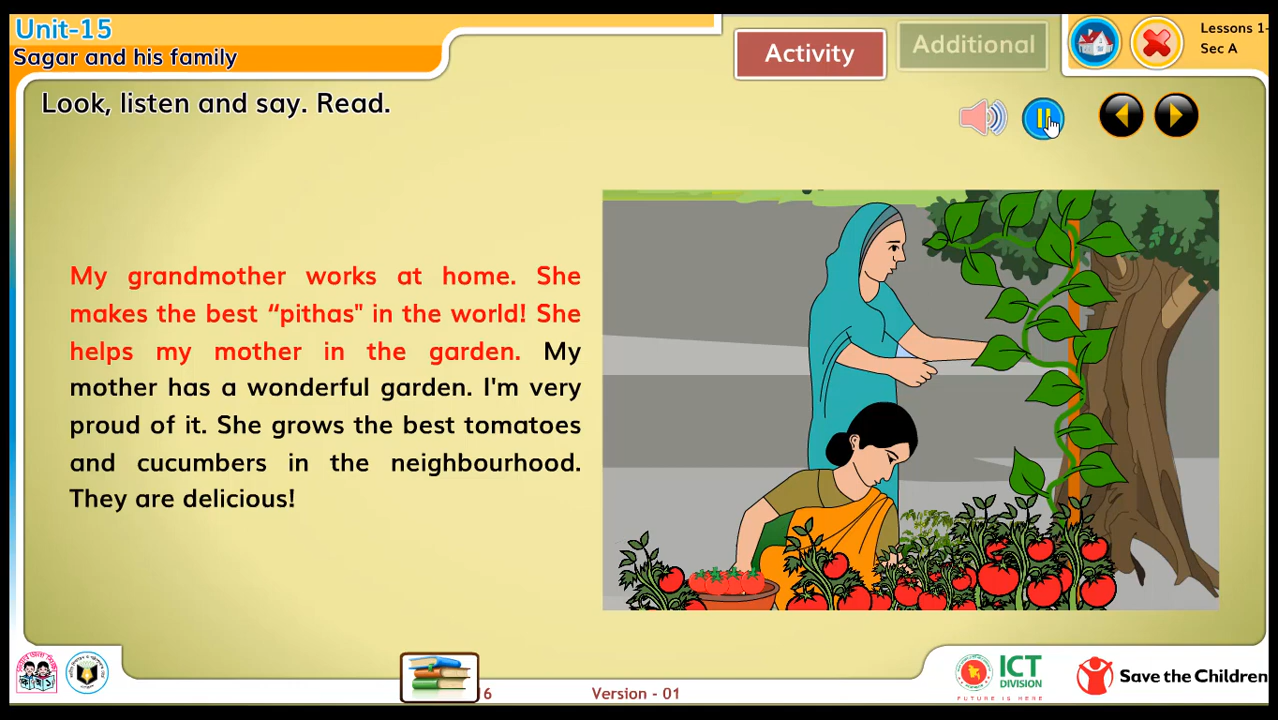 Unit-15
Sagar and his family
Activity
Additional
Lessons 1-
Sec A
Look, listen and say. Read.
My grandmother works at home. She
makes the best “pithas" in the world! She
helps my mother in the garden. My
mother has a wonderful garden. I'm very
proud of it. She grows the best tomatoes
and cucumbers in the neighbourhood.
They are delicious!
6
Version - 01
ICT
DIVISION
FUTURE IS HERE
Save the Children